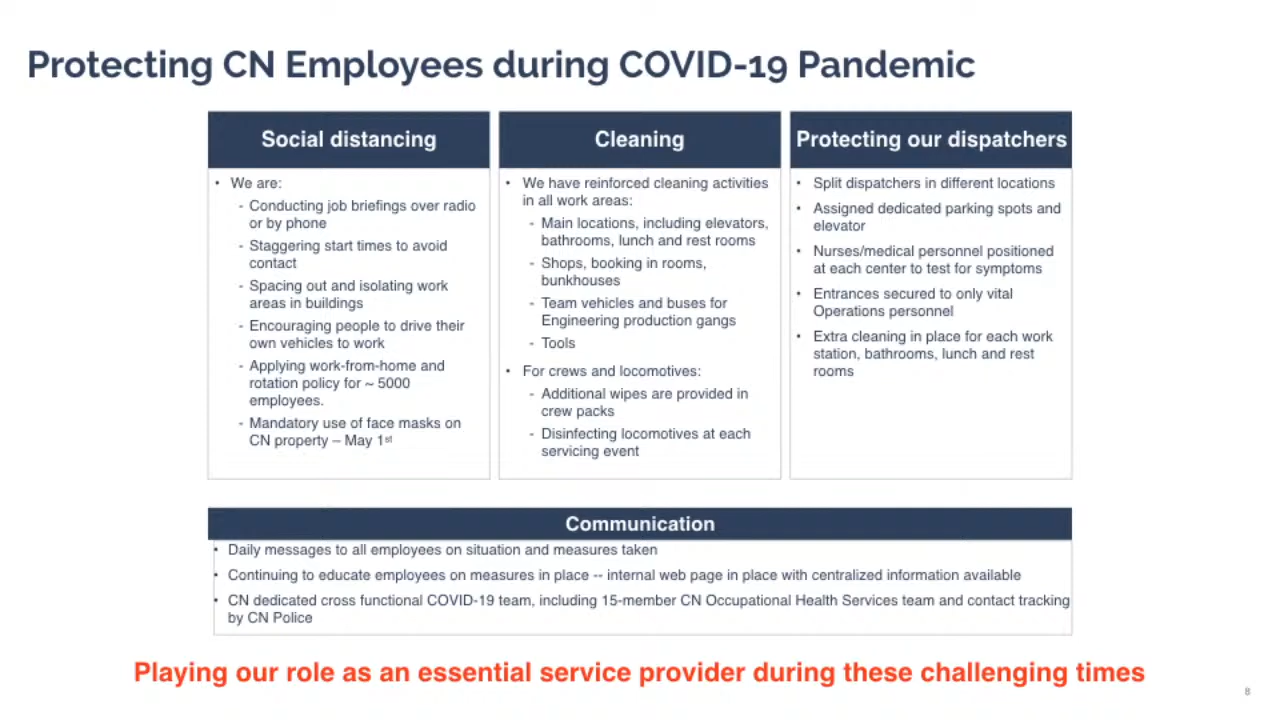 Protecting CN Employees during COVID-19 Pandemic
Social distancing
• We are:
- Conducting job briefings over radio
or by phone
- Staggering start times to avoid
contact
- Spacing out and isolating work
areas in buildings
- Encouraging people to drive their
own vehicles to work
- Applying work-from-home and
rotation policy for ~ 5000
employees.
- Mandatory use of face masks on
CN property – May 1st
Cleaning
• We have reinforced cleaning activities
in all work areas:
- Main locations, including elevators,
bathrooms, lunch and rest rooms
- Shops, booking in rooms,
bunkhouses
- Team vehicles and buses for
Engineering production gangs
- Tools
• For crews and locomotives:
- Additional wipes are provided in
crew packs
- Disinfecting locomotives at each
servicing event
Protecting our dispatchers
• Split dispatchers in different locations
• Assigned dedicated parking spots and
elevator
• Nurses/medical personnel positioned
at each center to test for symptoms
• Entrances secured to only vital
Operations personnel
• Extra cleaning in place for each work
station, bathrooms, lunch and rest
rooms
Communication
• Daily messages to all employees on situation and measures taken
• Continuing to educate employees on measures in place -- internal web page in place with centralized information available
• CN dedicated cross functional COVID-19 team, including 15-member CN Occupational Health Services team and contact tracking
by CN Police
Playing our role as an essential service provider during these challenging times
8